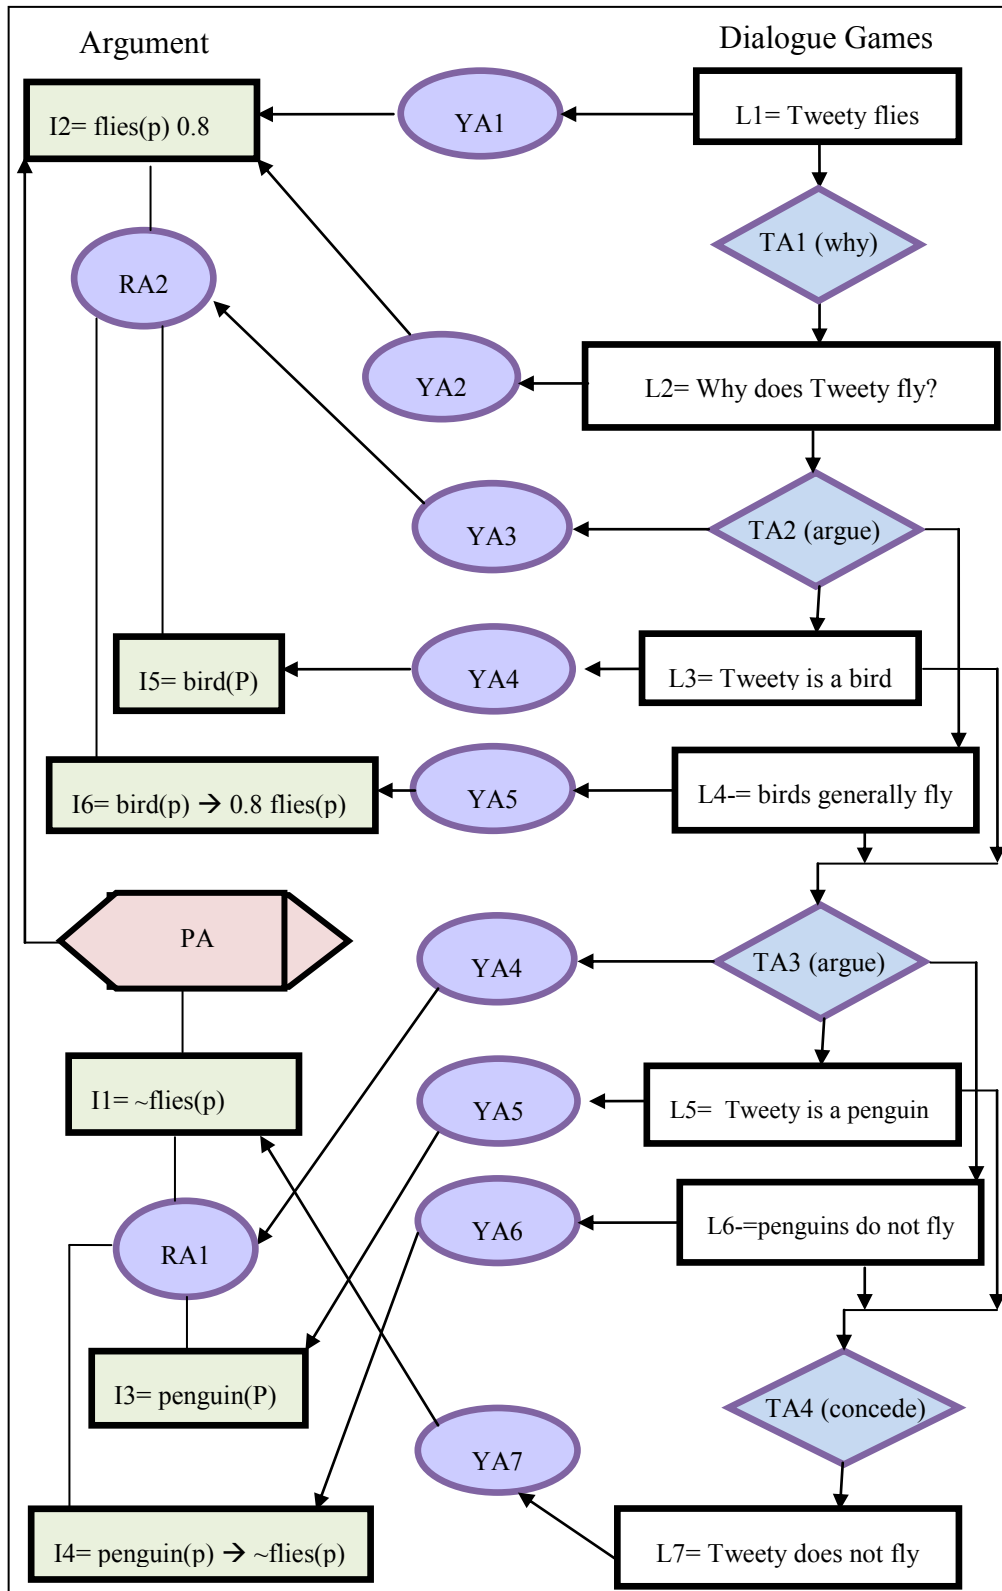 Argument
Dialogue Games
I2= flies(p) 0.8
YA1
L1= Tweety flies
TA1 (why)
RA2
YA2
L2= Why does Tweety fly?
YA3
TA2 (argue)
I5= bird(P)
YA4
L3= Tweety is a bird
I6= bird(p) → 0.8 flies(p)
YA5
L4-= birds generally fly
PA
YA4
TA3 (argue)
I1= ~flies(p)
YA5
L5=  Tweety is a penguin
RA1
YA6
L6-=penguins do not fly
I3= penguin(P)
TA4 (concede)
YA7
I4= penguin(p) → ~flies(p)
L7= Tweety does not fly